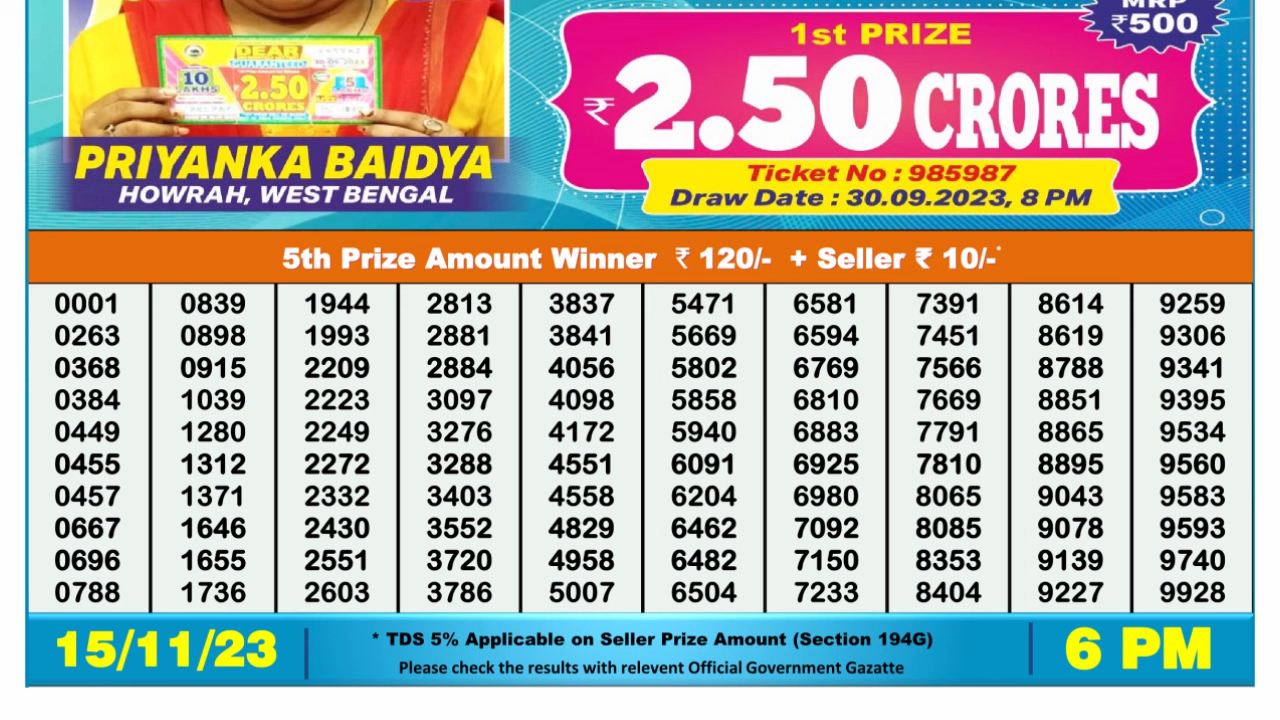 DEAR
GUARANTEED
10
2.50
CRORES
PRIYANKA BAIDYA
HOWRAH, WEST BENGAL
MRP
₹500
1st PRIZE
₹2.50 CRORES
Ticket No : 985987
Draw Date : 30.09.2023, 8 PM
5th Prize Amount Winner ₹ 120/- + Seller ₹ 10/-*
0001 0839 1944 2813 3837 5471 6581 7391 8614 9259
0263 0898 1993 2881 3841 5669 6594 7451 8619 9306
0368 0915 2209 2884 4056 5802 6769 7566 8788 9341
0384 1039 2223 3097 4098 5858 6810 7669 8851 9395
0449 1280 2249 3276 4172 5940 6883 7791 8865 9534
0455 1312 2272 3288 4551 6091 6925 7810 8895 9560
0457 1371 2332 3403 4558 6204 6980 8065 9043 9583
0667 1646 2430 3552 4829 6462 7092 8085 9078 9593
0696 1655 2551 3720 4958 6482 7150 8353 9139 9740
0788 1736 2603 3786 5007 6504 7233 8404 9227 9928
15/11/23
* TDS 5% Applicable on Seller Prize Amount (Section 194G)
Please check the results with relevent Official Government Gazatte
6 PM